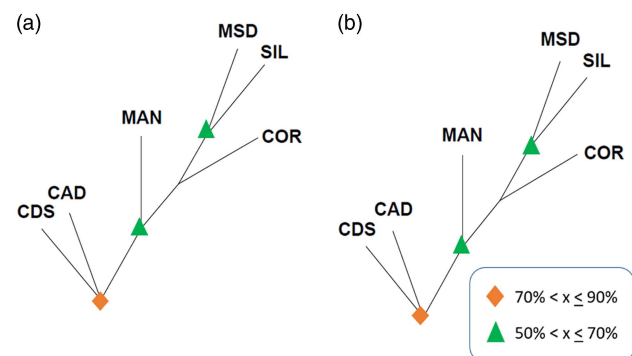 (a)
MSD
SIL
MAN
COR
CAD
CDS
(b)
MSD
SIL
MAN
COR
CAD
CDS
70% < x ≤ 90%
50% < x ≤ 70%